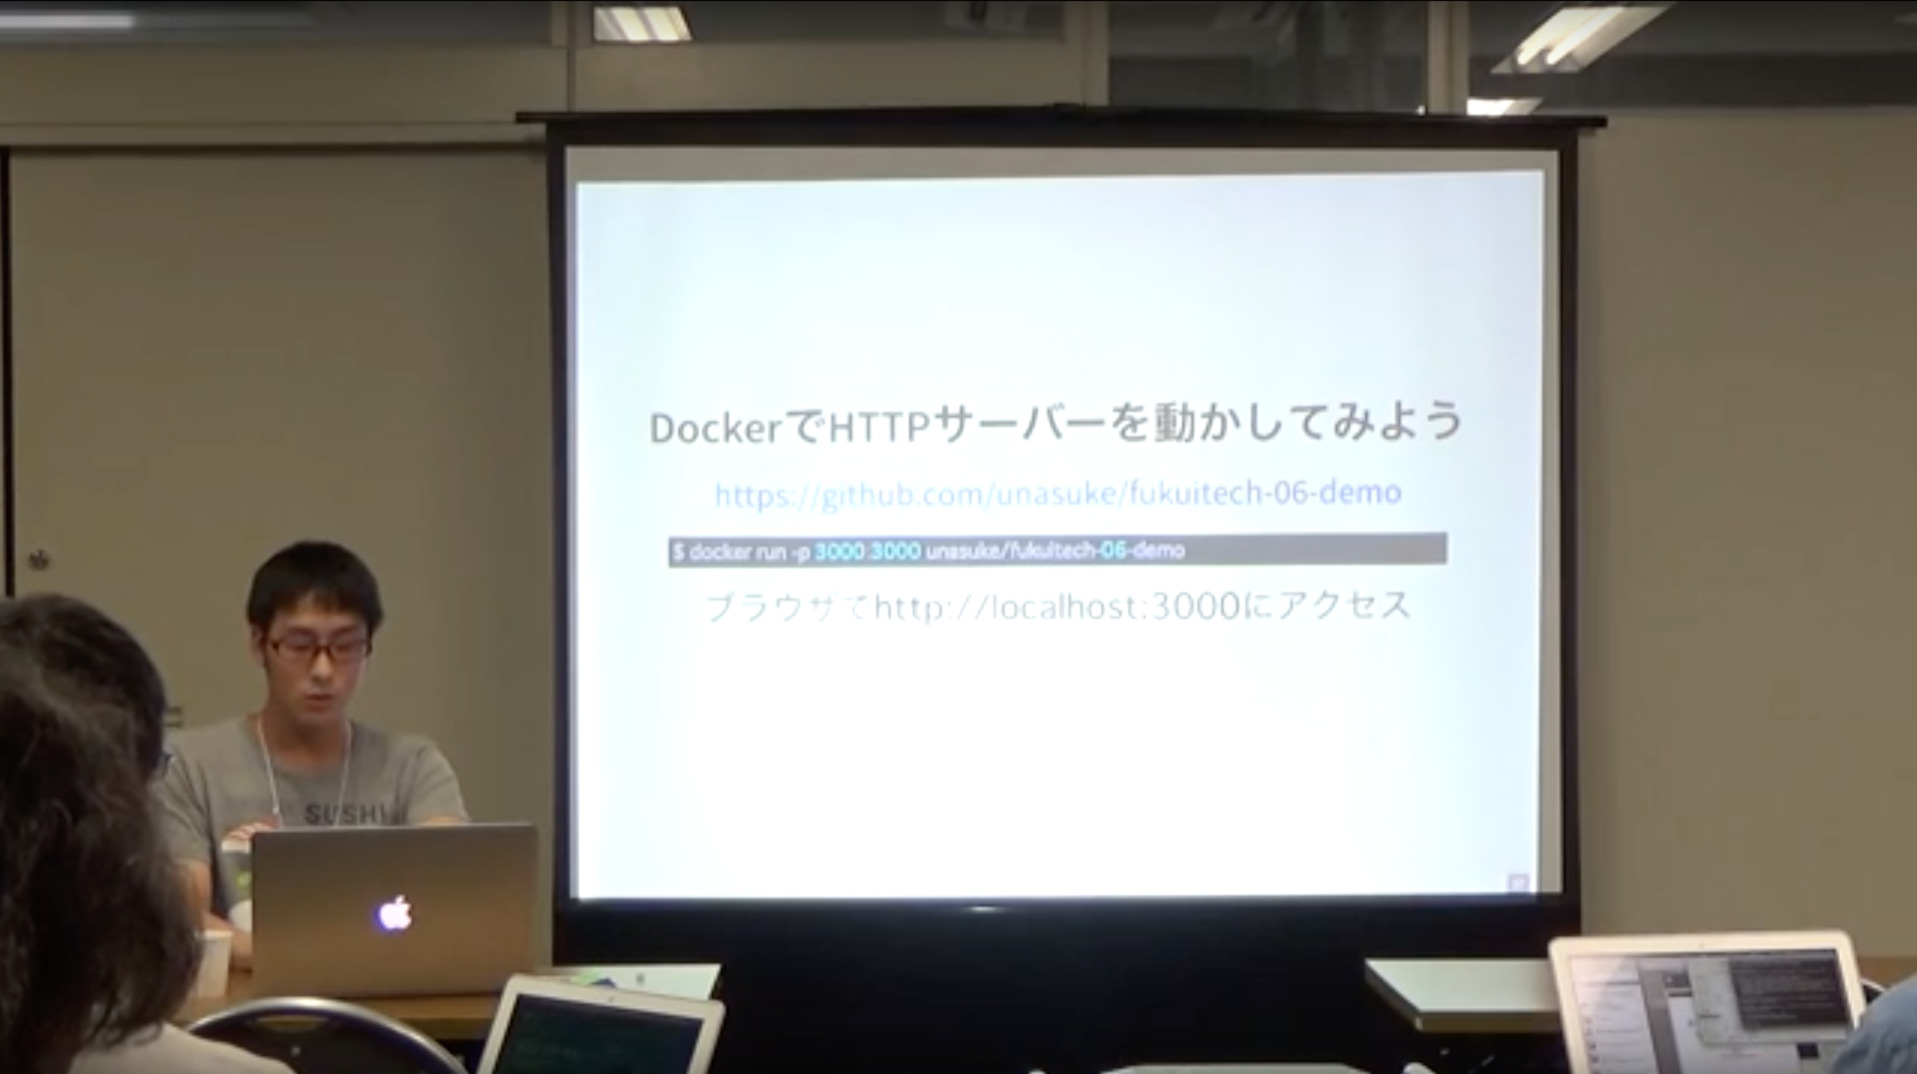 DockerでHTTPサーバーを動かしてみよう
https://github.com/unasuke/fukuitech-06-demo
$ docker run -p 3000:3000 unasuke/fukuitech-06-demo
ブラウザでhttp://localhost:3000にアクセス
SUSHI